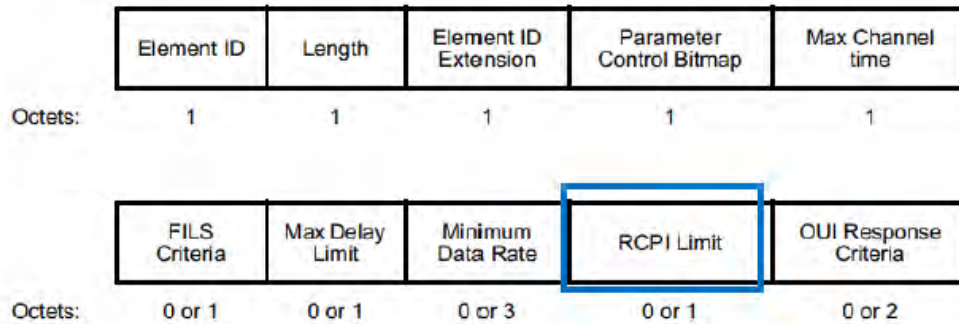 Element ID
Length
Element ID
Extension
Parameter
Control Bitmap
Max Channel
time
Octets: 1 1 1 1 1
FILS
Criteria
Max Delay
Limit
Minimum
Data Rate
RCPI Limit
OUI Response
Criteria
Octets: 0 or 1 0 or 1 0 or 3 0 or 1 0 or 2